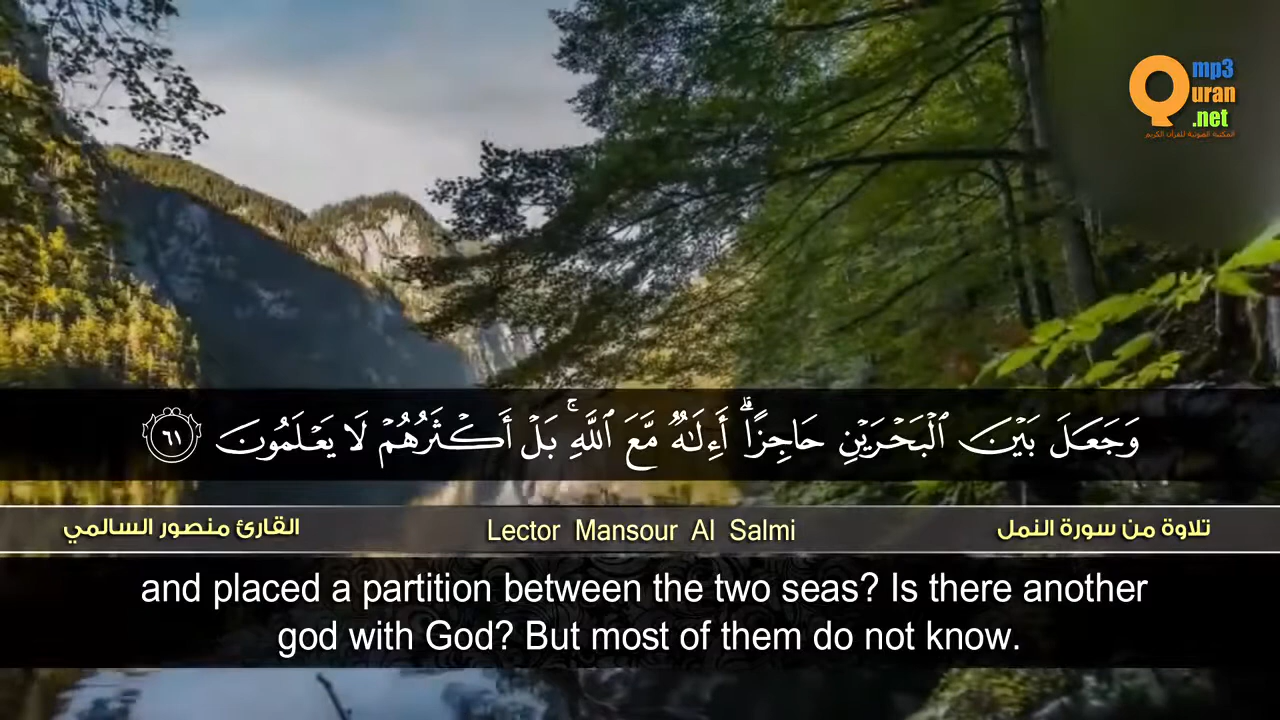 mp3
Quran
.net
المكتبة الصوتية للقرآن الكريم
وَجَعَلَ بَيْنَ ٱلْبَحْرَيْنِ حَاجِزًا ۗ أَءِلَـٰهٌ مَّعَ ٱللَّهِ ۚ بَلْ أَكْثَرُهُمْ لَا يَعْلَمُونَ ٦١
تلاوة من سورة النمل
Lector Mansour Al Salmi
القارئ منصور السالمي
and placed a partition between the two seas? Is there another
god with God? But most of them do not know.